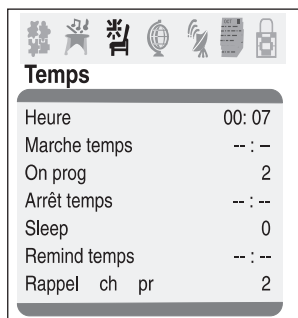 Temps
Heure 00: 07
Marche temps -- : –
On prog 2
Arrêt temps -- : --
Sleep 0
Remind temps -- : --
Rappel ch pr 2